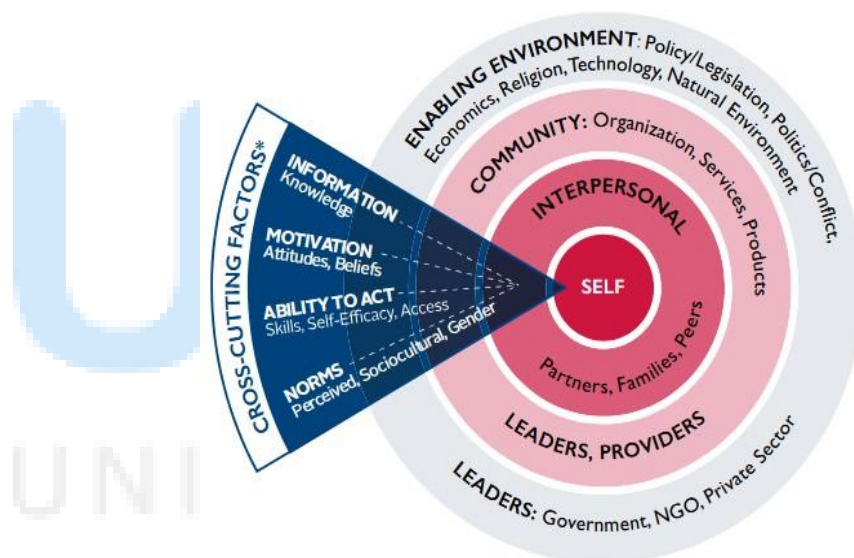 ENABLING ENVIRONMENT: Policy/Legislation, Politics/Conflict,
Economics, Religion, Technology, Natural Environment
COMMUNITY: Organization, Services, Products
INTERPERSONAL
SELF
Partners, Families, Peers
LEADERS, PROVIDERS
LEADERS: Government, NGO, Private Sector
CROSS-CUTTING FACTORS*
INFORMATION
Knowledge
MOTIVATION
Attitudes, Beliefs
ABILITY TO ACT
Skills, Self-Efficacy, Access
NORMS
Perceived, Sociocultural, Gender
U
UNI